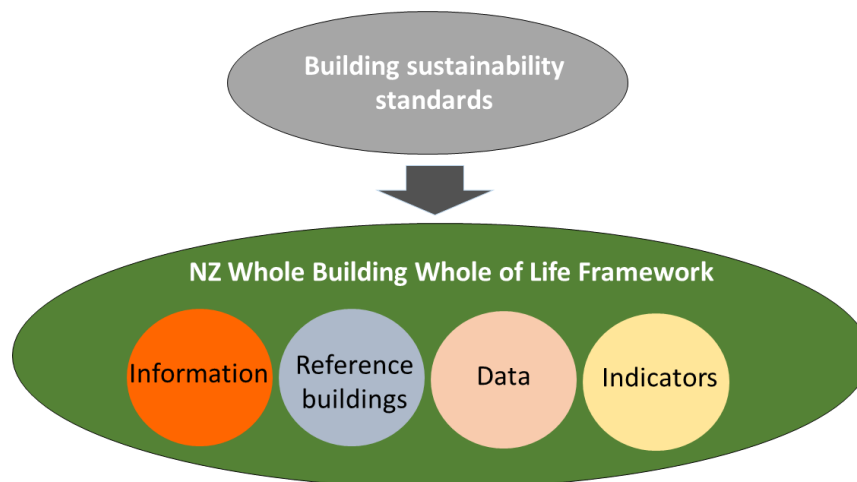 Building sustainability
standards
NZ Whole Building Whole of Life Framework
Information
Reference
buildings
Data
Indicators